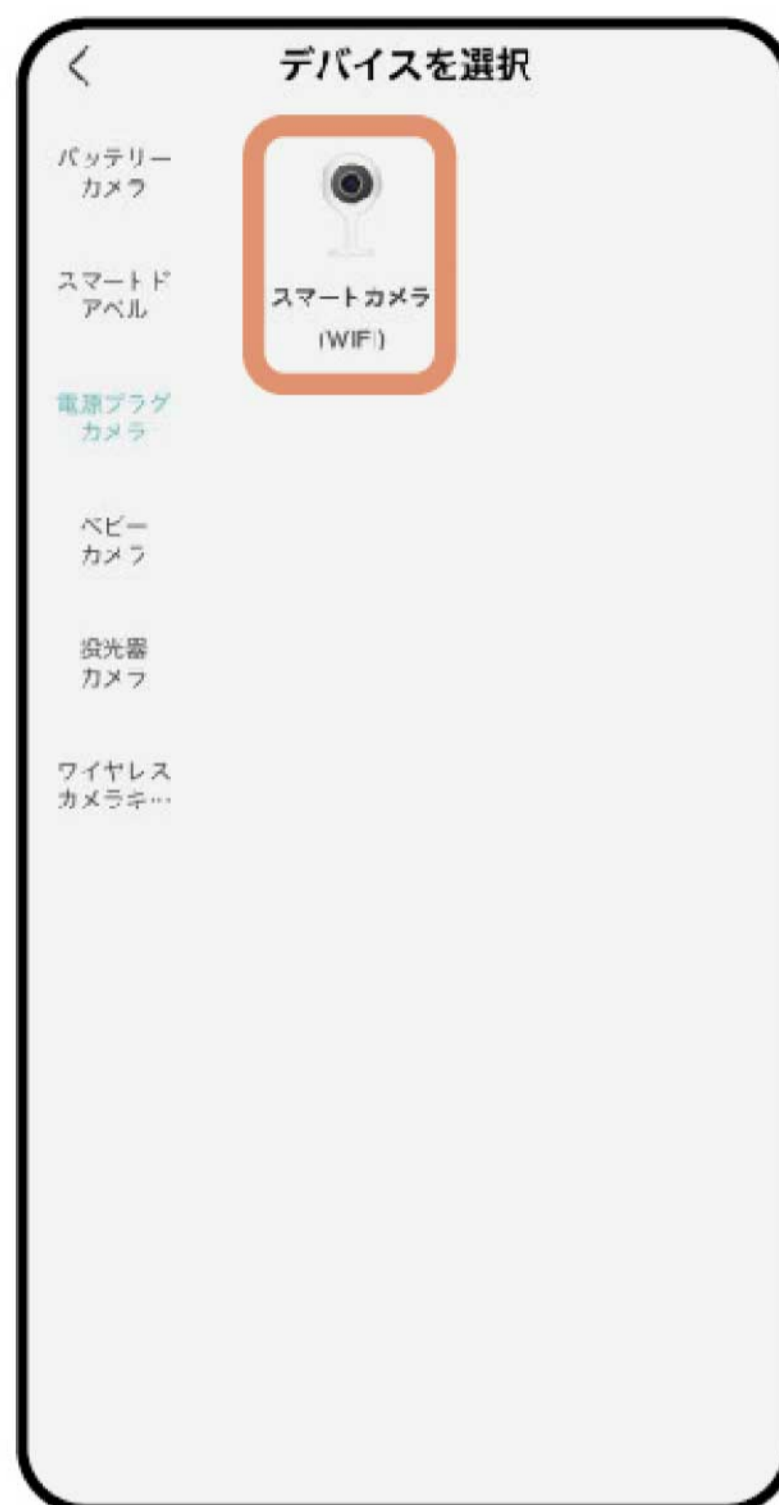 デバイスを選択
バッテリー
カメラ
スマートド
アベル
電源プラグ
カメラ
ベビー
カメラ
投光器
カメラ
ワイヤレス
カメラキ…
スマートカメラ
(WIFI)